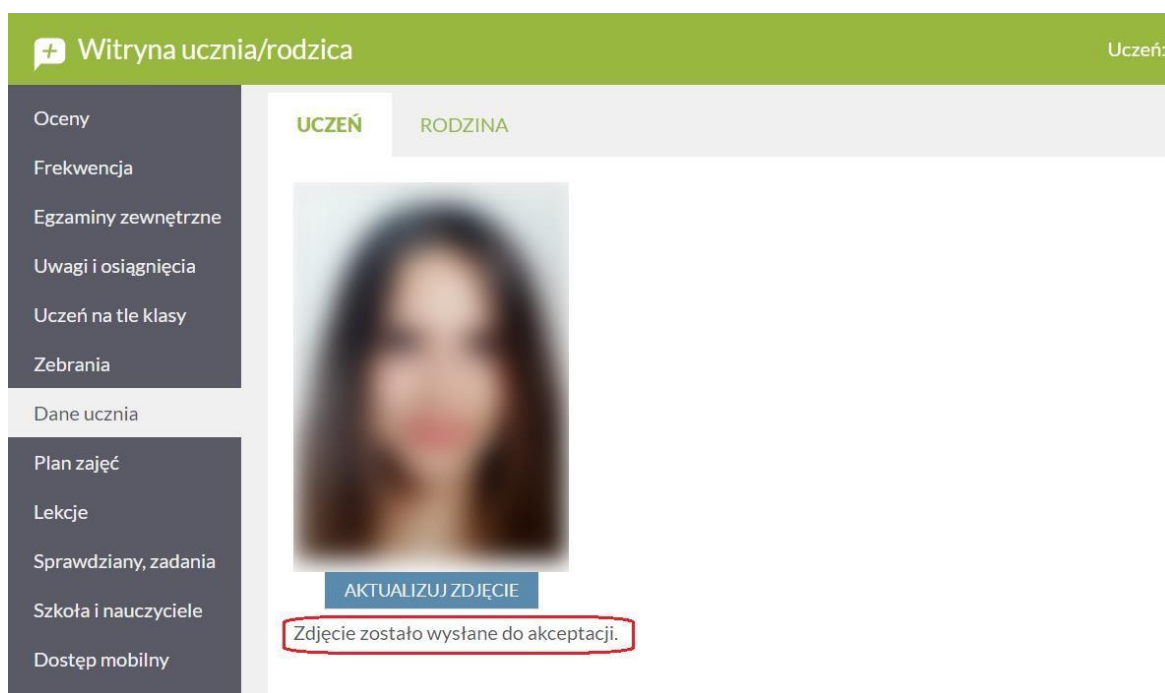 Witryna ucznia/rodzica
Uczeń:
Oceny
Frekwencja
Egzaminy zewnętrzne
Uwagi i osiągnięcia
Uczeń na tle klasy
Zebrania
Dane ucznia
Plan zajęć
Lekcje
Sprawdziany, zadania
Szkoła i nauczyciele
Dostęp mobilny
UCZEŃ RODZINA
AKTUALIZUJ ZDJĘCIE
Zdjęcie zostało wysłane do akceptacji.